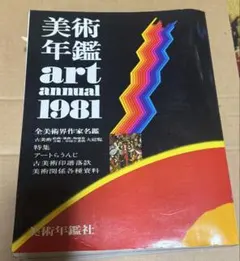 美術
年鑑
art
annual
1981
全美術界作家名鑑
特集
アートらうんじ
古美術印譜落款
美術関係各種資料
美術年鑑社